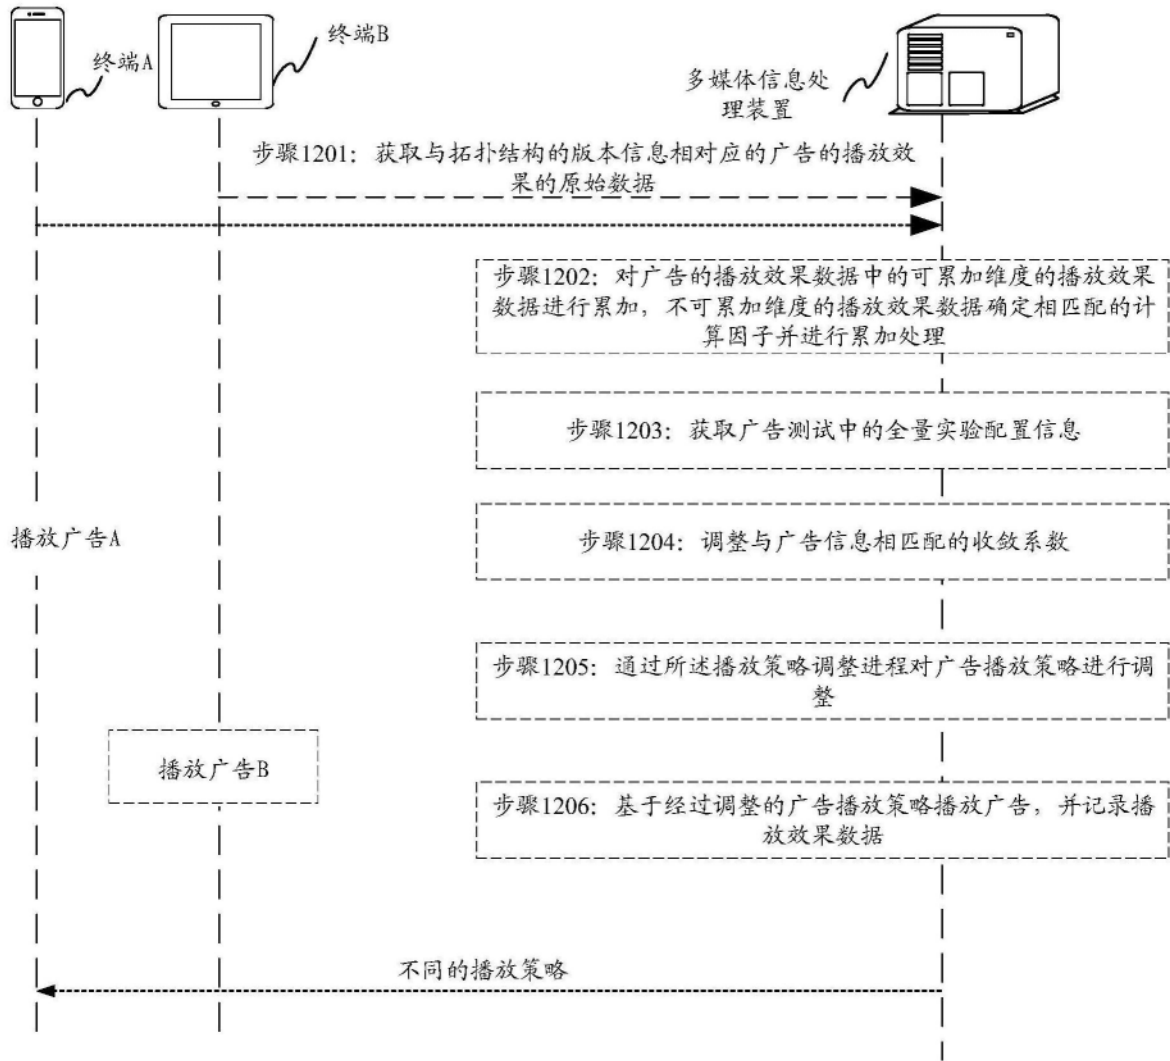 终端A
终端B
多媒体信息处
理装置
步骤1201：获取与拓扑结构的版本信息相对应的广告的播放效
果的原始数据
步骤1202：对广告的播放效果数据中的可累加维度的播放效果
数据进行累加，不可累加维度的播放效果数据确定相匹配的计
算因子并进行累加处理
步骤1203：获取广告测试中的全量实验配置信息
播放广告A
步骤1204：调整与广告信息相匹配的收敛系数
步骤1205：通过所述播放策略调整进程对广告播放策略进行调
整
播放广告B
步骤1206：基于经过调整的广告播放策略播放广告，并记录播
放效果数据
不同的播放策略